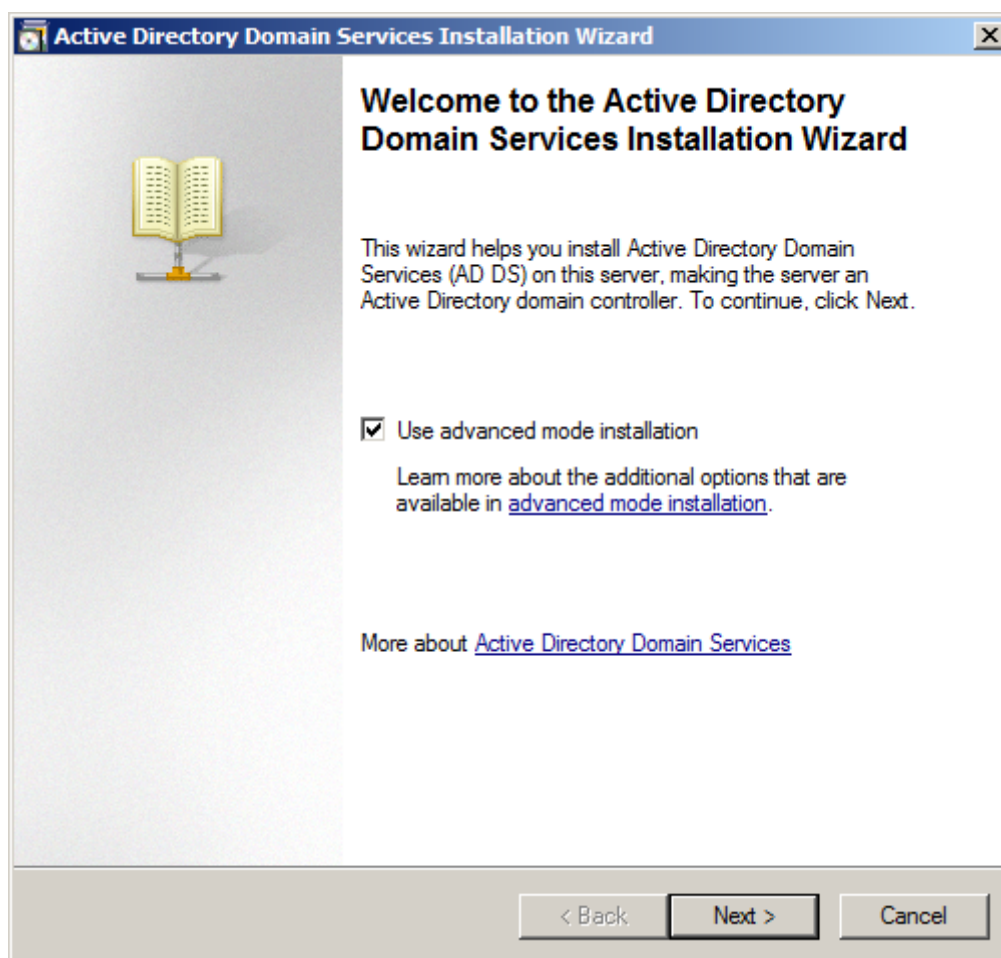 Active Directory Domain Services Installation Wizard
Welcome to the Active Directory
Domain Services Installation Wizard
This wizard helps you install Active Directory Domain
Services (AD DS) on this server, making the server an
Active Directory domain controller. To continue, click Next.
Use advanced mode installation
Learn more about the additional options that are
available in advanced mode installation.
More about Active Directory Domain Services
< Back
Next >
Cancel